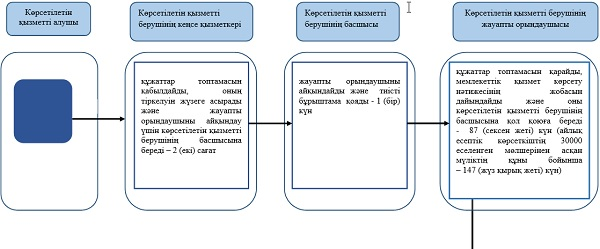 Көрсетілетін
қызметті алушы
Көрсетілетін қызметті
берушінің кеңсе қызметкері
Көрсетілетін қызметті
берушінің басшысы
Көрсетілетін қызметті берушінің
жауапты орындаушысы
құжаттар топтамасын
қабылдайды, оның
тіркелуін жүзеге асырады
және жауапты
орындаушыны айқындау
үшін көрсетілетін қызметті
берушінің басшысына
береді – 2 (екі) сағат
жауапты орындаушыны
айқындайды және тиісті
бұрыштама қояды - 1 (бір)
күн
құжаттар топтамасын қарайды,
мемлекеттік қызмет көрсету
нәтижесінің жобасын
дайындайды және оны
көрсетілетін қызметті берушінің
басшысына қол қоюға береді
- 87 (сексен жеті) күн (айлық
есептік көрсеткіштің 30000
еселенген мөлшерінен асқан
мүліктің құны бойынша
– 147 (жүз қырық жеті) күн)